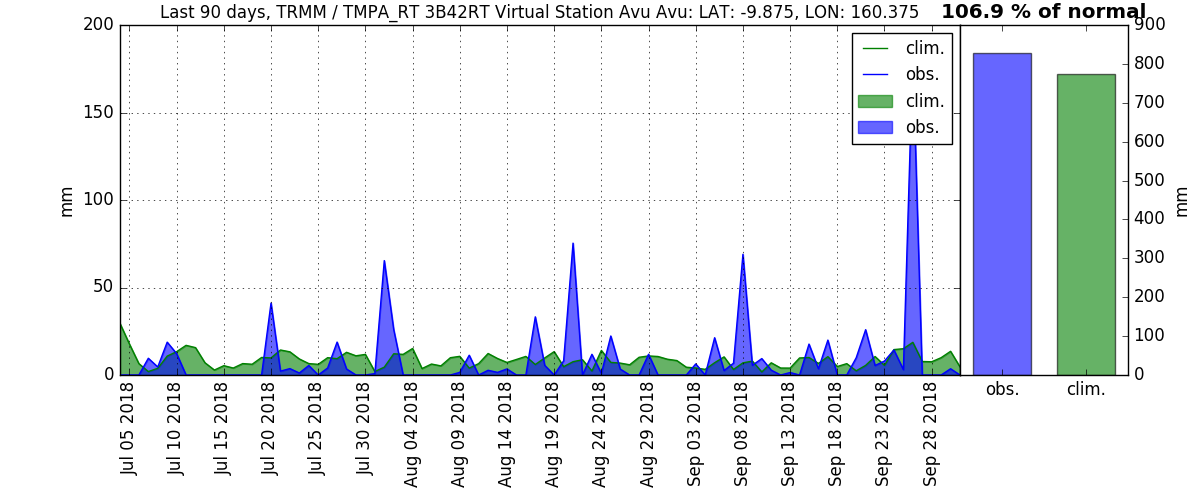 Last 90 days, TRMM / TMPA_RT 3B42RT Virtual Station Avu Avu: LAT: -9.875, LON: 160.375
106.9 % of normal
200
150
100
50
0
mm
clim.
obs.
clim.
obs.
900
800
700
600
500
400
300
200
100
0
mm
Jul 05 2018
Jul 10 2018
Jul 15 2018
Jul 20 2018
Jul 25 2018
Jul 30 2018
Aug 04 2018
Aug 09 2018
Aug 14 2018
Aug 19 2018
Aug 24 2018
Aug 29 2018
Sep 03 2018
Sep 08 2018
Sep 13 2018
Sep 18 2018
Sep 23 2018
Sep 28 2018
obs.
clim.